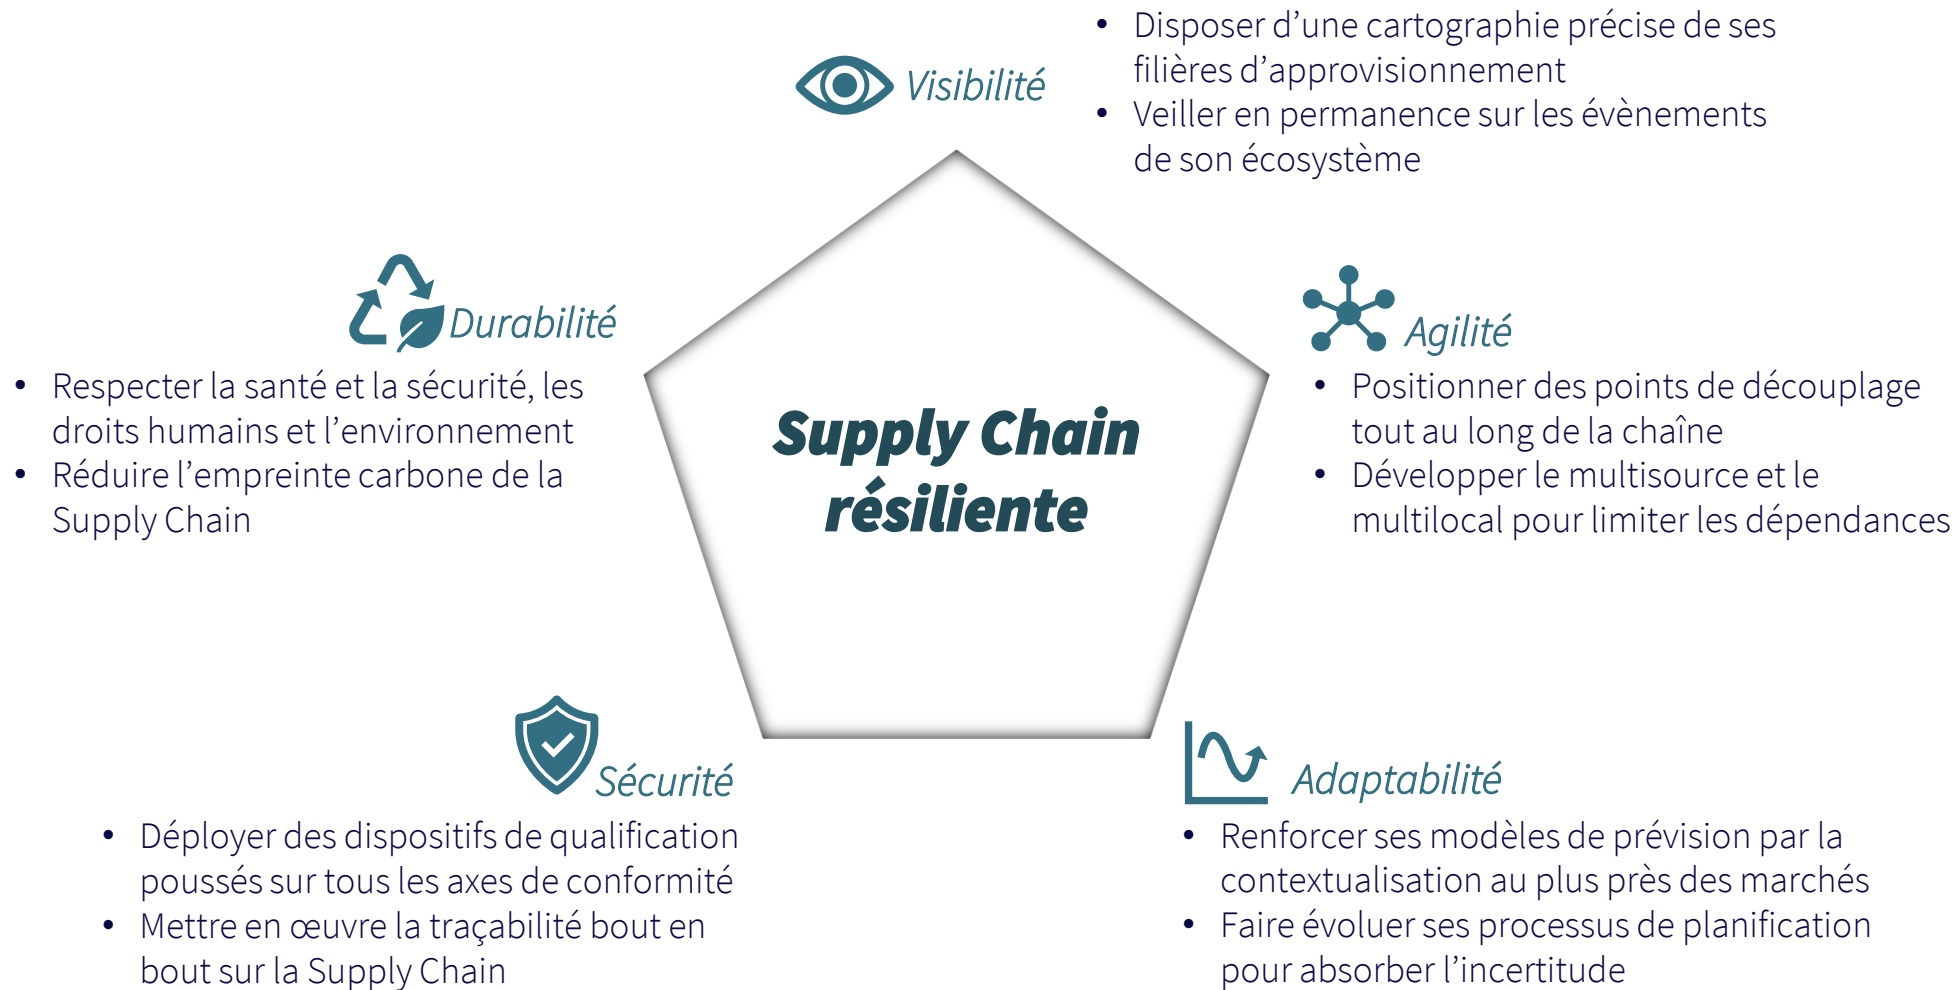 Visibilité
• Disposer d’une cartographie précise de ses
filières d’approvisionnement
• Veiller en permanence sur les évènements
de son écosystème
Durabilité
• Respecter la santé et la sécurité, les
droits humains et l’environnement
• Réduire l’empreinte carbone de la
Supply Chain
Supply Chain
résiliente
Agilité
• Positionner des points de découplage
tout au long de la chaîne
• Développer le multisource et le
multilocal pour limiter les dépendances
Sécurité
• Déployer des dispositifs de qualification
poussés sur tous les axes de conformité
• Mettre en œuvre la traçabilité bout en
bout sur la Supply Chain
Adaptabilité
• Renforcer ses modèles de prévision par la
contextualisation au plus près des marchés
• Faire évoluer ses processus de planification
pour absorber l’incertitude